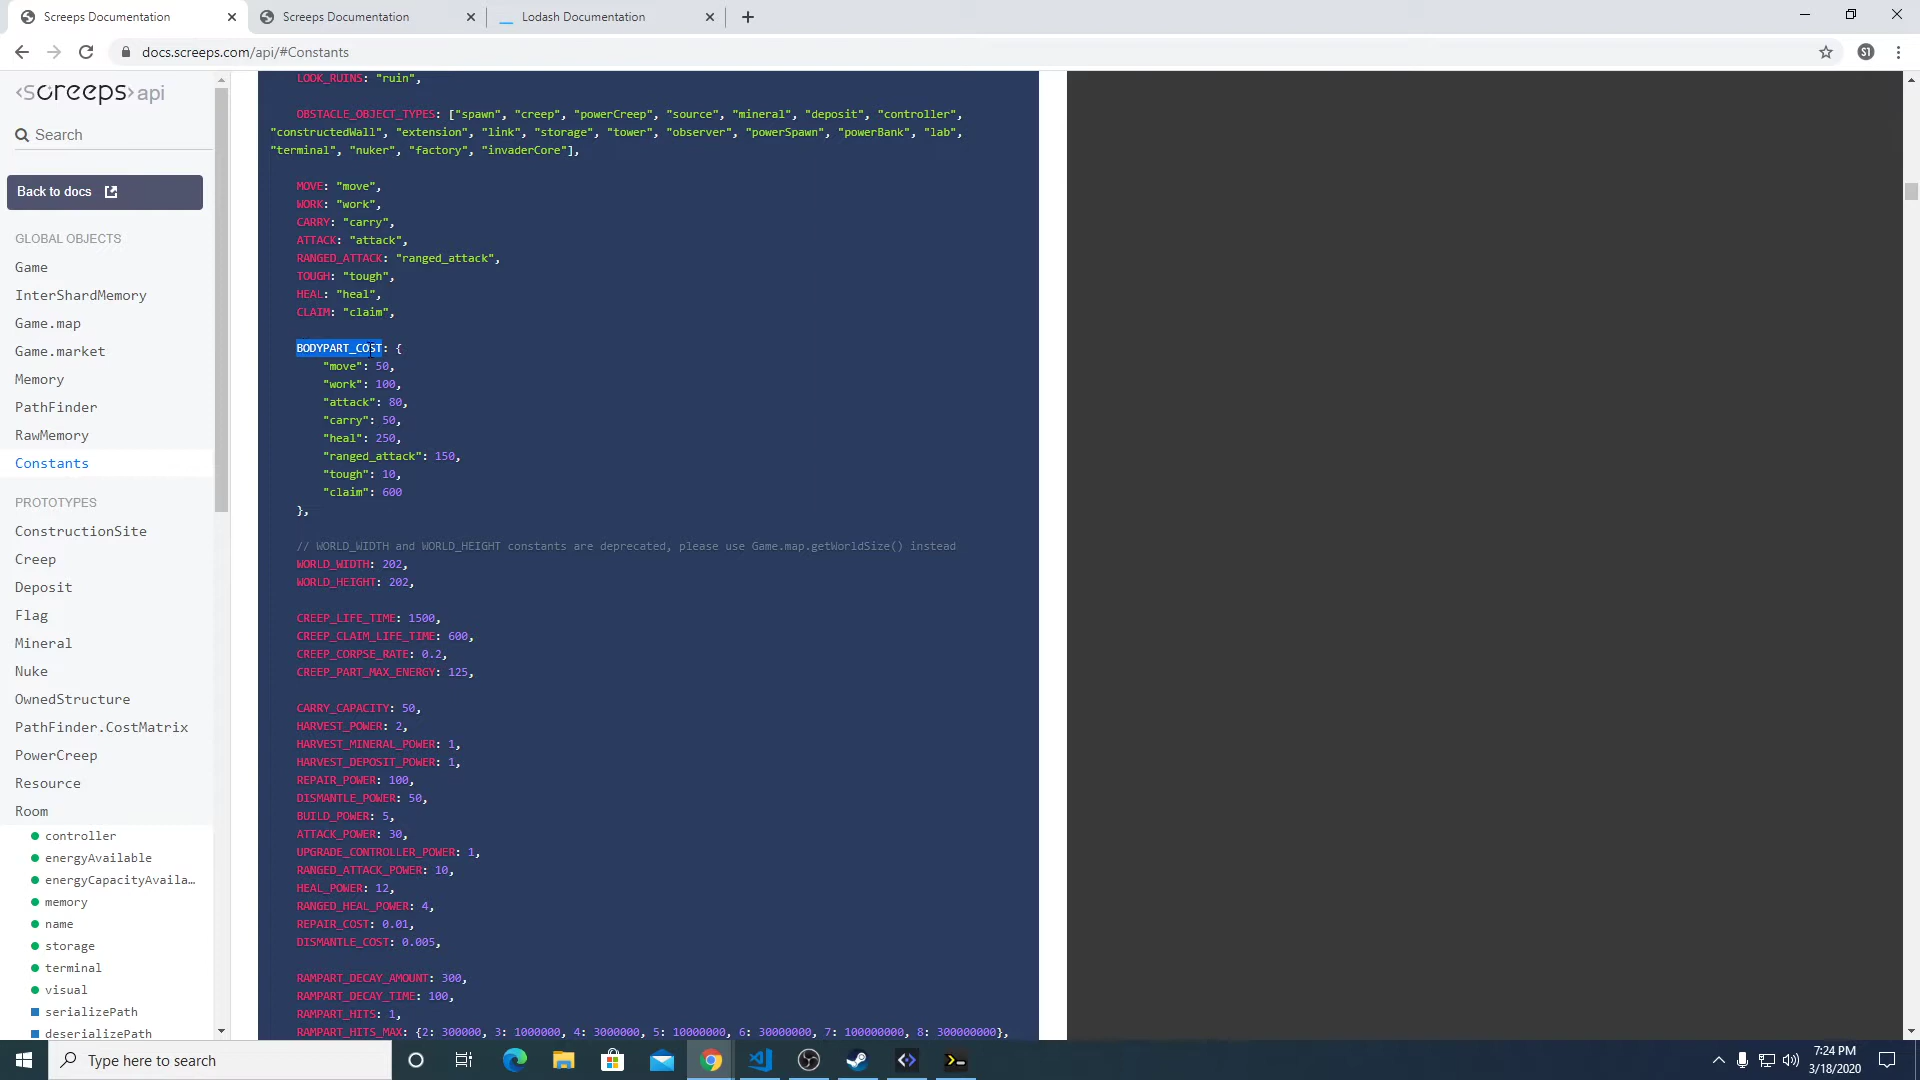 Screeps Documentation
Screeps Documentation
Lodash Documentation
docs.screeps.com/api/#Constants
S1
<screeps>api
Search
Back to docs
GLOBAL OBJECTS
Game
InterShardMemory
Game.map
Game.market
Memory
PathFinder
RawMemory
Constants
PROTOTYPES
ConstructionSite
Creep
Deposit
Flag
Mineral
Nuke
OwnedStructure
PathFinder.CostMatrix
PowerCreep
Resource
Room
controller
energyAvailable
energyCapacityAvaila…
memory
name
storage
terminal
visual
serializePath
deserializePath
LOOK_RUINS: "ruin",
OBSTACLE_OBJECT_TYPES: ["spawn", "creep", "powerCreep", "source", "mineral", "deposit", "controller",
"constructedWall", "extension", "link", "storage", "tower", "observer", "powerSpawn", "powerBank", "lab",
"terminal", "nuker", "factory", "invaderCore"],
MOVE: "move",
WORK: "work",
CARRY: "carry",
ATTACK: "attack",
RANGED_ATTACK: "ranged_attack",
TOUGH: "tough",
HEAL: "heal",
CLAIM: "claim",
BODYPART_COST: {
"move": 50,
"work": 100,
"attack": 80,
"carry": 50,
"heal": 250,
"ranged_attack": 150,
"tough": 10,
"claim": 600
},
// WORLD_WIDTH and WORLD_HEIGHT constants are deprecated, please use Game.map.getWorldSize() instead
WORLD_WIDTH: 202,
WORLD_HEIGHT: 202,
CREEP_LIFE_TIME: 1500,
CREEP_CLAIM_LIFE_TIME: 600,
CREEP_CORPSE_RATE: 0.2,
CREEP_PART_MAX_ENERGY: 125,
CARRY_CAPACITY: 50,
HARVEST_POWER: 2,
HARVEST_MINERAL_POWER: 1,
HARVEST_DEPOSIT_POWER: 1,
REPAIR_POWER: 100,
DISMANTLE_POWER: 50,
BUILD_POWER: 5,
ATTACK_POWER: 30,
UPGRADE_CONTROLLER_POWER: 1,
RANGED_ATTACK_POWER: 10,
HEAL_POWER: 12,
RANGED_HEAL_POWER: 4,
REPAIR_COST: 0.01,
DISMANTLE_COST: 0.005,
RAMPART_DECAY_AMOUNT: 300,
RAMPART_DECAY_TIME: 100,
RAMPART_HITS: 1,
RAMPART_HITS_MAX: {2: 300000, 3: 1000000, 4: 3000000, 5: 10000000, 6: 30000000, 7: 100000000, 8: 300000000},
Type here to search
7:24 PM
3/18/2020